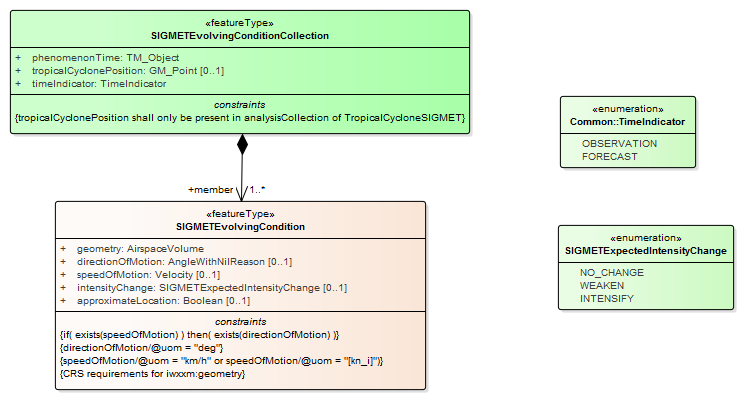 «featureType»
SIGMETEvolvingConditionCollection
+ phenomenonTime: TM_Object
+ tropicalCyclonePosition: GM_Point [0..1]
+ timeIndicator: TimeIndicator
constraints
{tropicalCyclonePosition shall only be present in analysisCollection of TropicalCycloneSIGMET}
+member 1..*
«featureType»
SIGMETEvolvingCondition
+ geometry: AirspaceVolume
+ directionOfMotion: AngleWithNilReason [0..1]
+ speedOfMotion: Velocity [0..1]
+ intensityChange: SIGMETExpectedIntensityChange [0..1]
+ approximateLocation: Boolean [0..1]
constraints
{if( exists(speedOfMotion) ) then( exists(directionOfMotion) )}
{directionOfMotion/@uom = "deg"}
{speedOfMotion/@uom = "km/h" or speedOfMotion/@uom = "[kn_i]")}
{CRS requirements for iwxxm:geometry}
«enumeration»
Common::TimeIndicator
OBSERVATION
FORECAST
«enumeration»
SIGMETExpectedIntensityChange
NO_CHANGE
WEAKEN
INTENSIFY